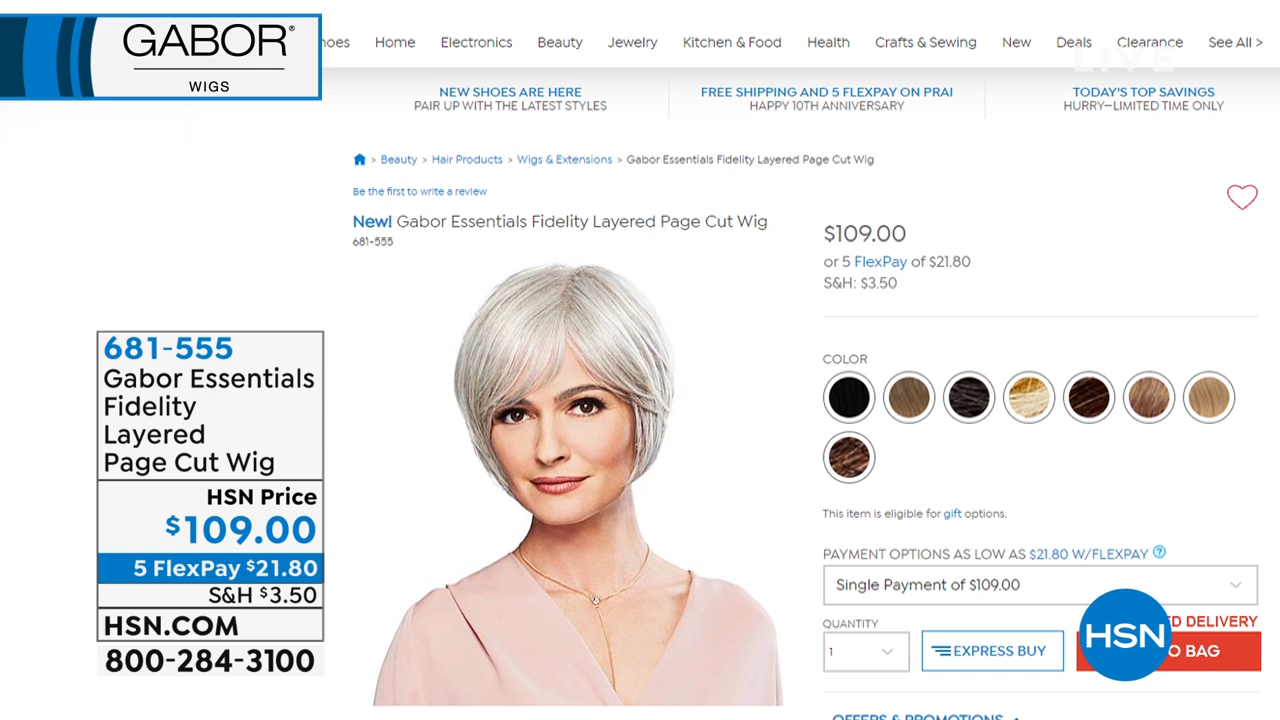 GABOR®
WIGS
Home Electronics Beauty Jewelry Kitchen & Food Health Crafts & Sewing New Deals Clearance See All >
LIVE
NEW SHOES ARE HERE
PAIR UP WITH THE LATEST STYLES
FREE SHIPPING AND 5 FLEXPAY ON PRAI
HAPPY 10TH ANNIVERSARY
TODAY'S TOP SAVINGS
HURRY—LIMITED TIME ONLY
> Beauty > Hair Products > Wigs & Extensions > Gabor Essentials Fidelity Layered Page Cut Wig
Be the first to write a review
New! Gabor Essentials Fidelity Layered Page Cut Wig
681-555
$109.00
or 5 FlexPay of $21.80
S&H: $3.50
COLOR
This item is eligible for gift options.
PAYMENT OPTIONS AS LOW AS $21.80 W/FLEXPAY ?
Single Payment of $109.00
QUANTITY
1
EXPRESS BUY
ED DELIVERY
O BAG
HSN
OFFERS & PROMOTIONS
681-555
Gabor Essentials
Fidelity
Layered
Page Cut Wig
HSN Price
$109.00
5 FlexPay $21.80
S&H $3.50
HSN.COM
800-284-3100